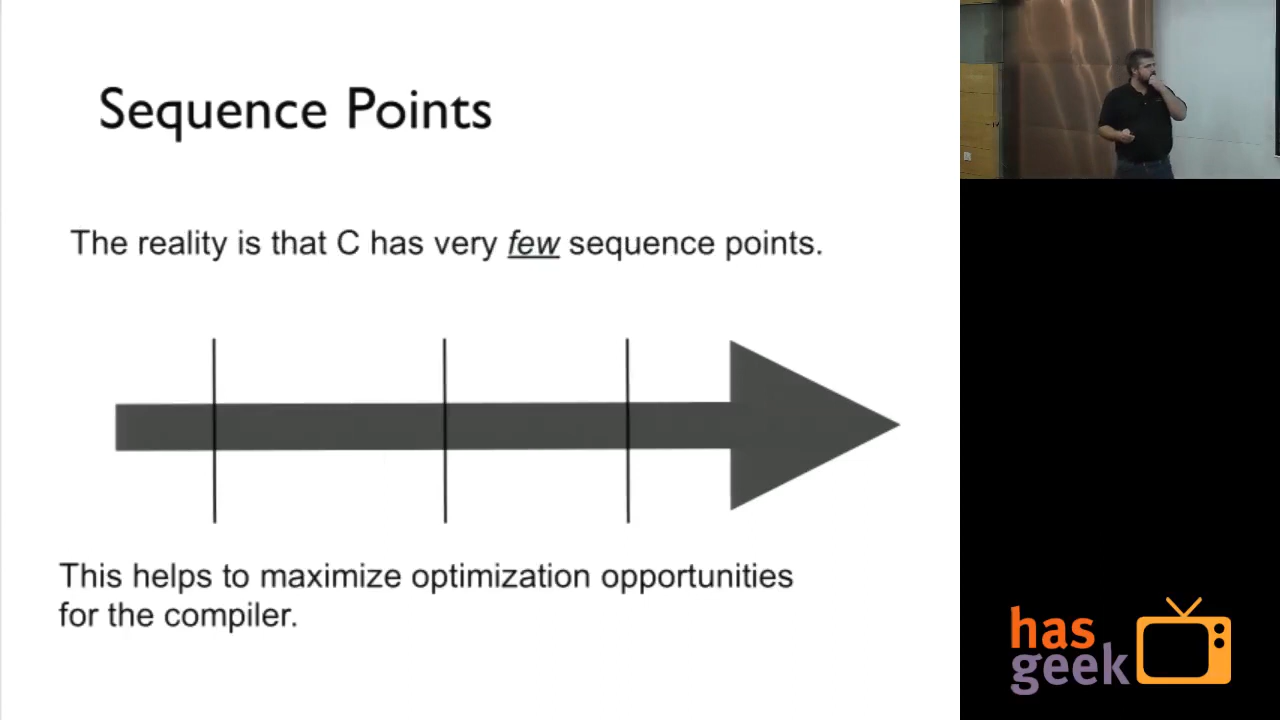 Sequence Points
The reality is that C has very few sequence points.
This helps to maximize optimization opportunities
for the compiler.
has
geek